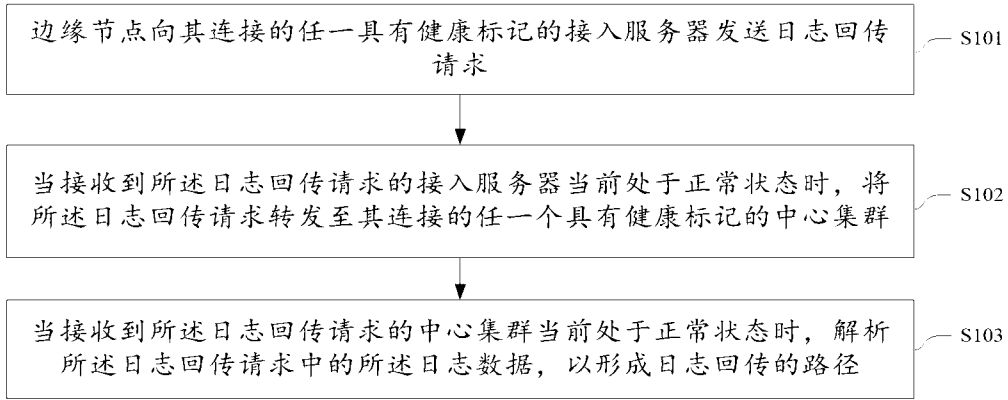 边缘节点向其连接的任一具有健康标记的接入服务器发送日志回传
请求
S101
当接收到所述日志回传请求的接入服务器当前处于正常状态时，将
所述日志回传请求转发至其连接的任一个具有健康标记的中心集群
S102
当接收到所述日志回传请求的中心集群当前处于正常状态时，解析
所述日志回传请求中的所述日志数据，以形成日志回传的路径
S103